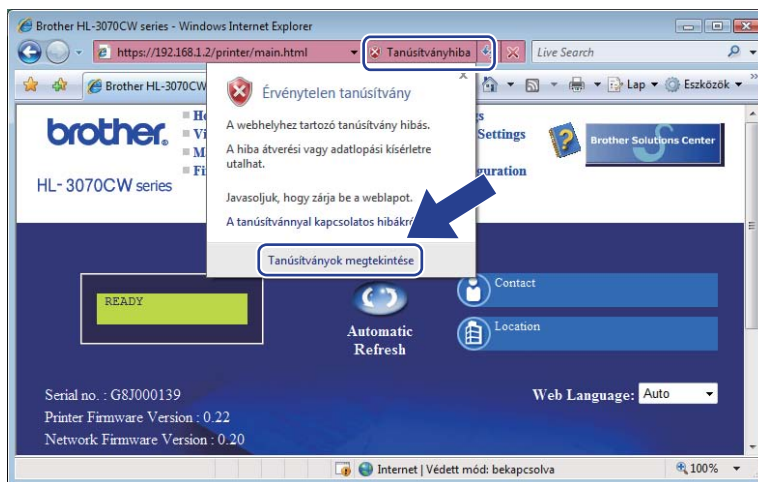 Brother HL-3070CW series - Windows Internet Explorer
https://192.168.1.2/printer/main.html
Tanúsítványhiba
Live Search
Brother HL-3070CW
Lap
Eszközök
Érvénytelen tanúsítvány
A webhelyhez tartozó tanúsítvány hibás.
A hiba átverési vagy adatlopási kísérletre
utalhat.
Javasoljuk, hogy zárja be a weblapot.
A tanúsítvánnyal kapcsolatos
Tanúsítványok megtekintése
brother
HL-3070CW series
Settings
Brother Solutions Center
READY
Automatic
Refresh
Contact
Location
Serial no. : G8J000139
Printer Firmware Version : 0.22
Network Firmware Version : 0.20
Web Language: Auto
Internet | Védett mód: bekapcsolva
100%